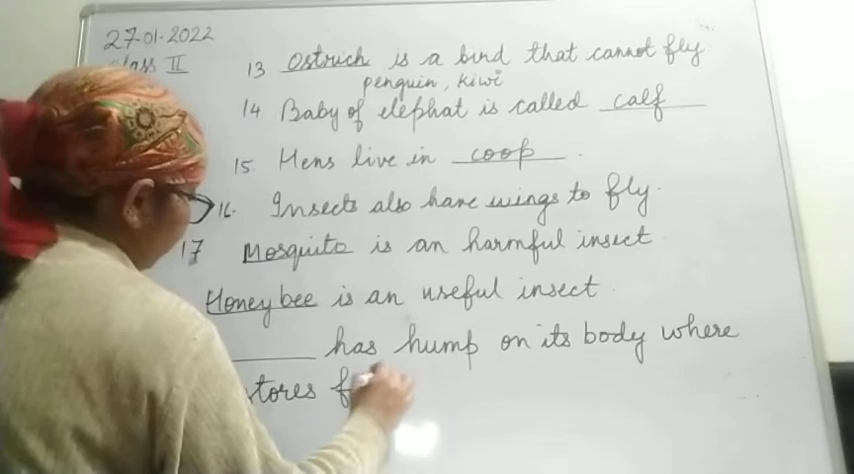 27-01-2022
Class II
13 Ostrich is a bird that cannot fly
penguin, kiwi
14 Baby of elephat is called calf
15. Hens live in coop.
16. Insects also have wings to fly.
17 Mosquito is an harmful insect
Honey bee is an useful insect.
has hump on its body where
stores